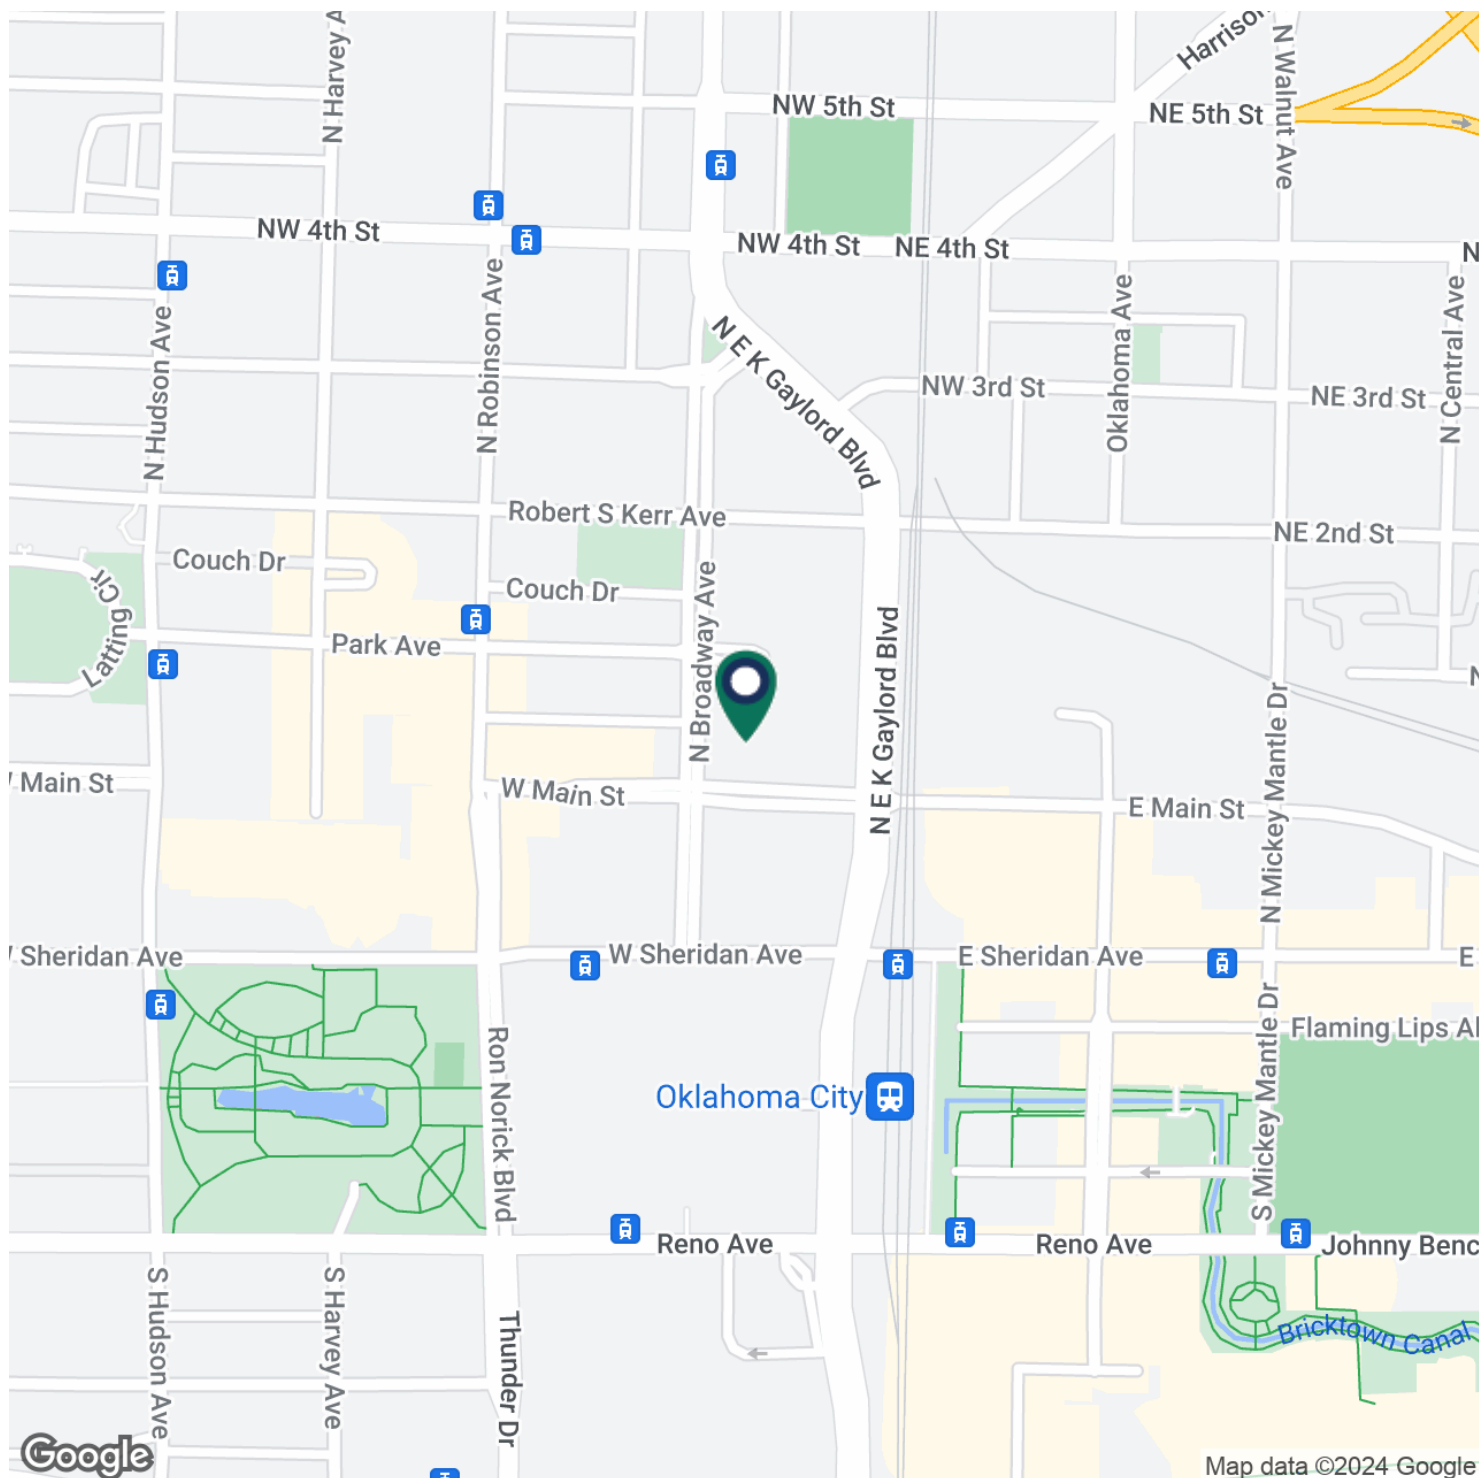 N Harvey A
Harrison
N Walnut Ave
NW 5th St
NE 5th St
NW 4th St
NW 4th St
NE 4th St
N
N Hudson Ave
N Robinson Ave
N E K Gaylord Blvd
Oklahoma Ave
N Central Ave
NW 3rd St
NE 3rd St
Robert S Kerr Ave
NE 2nd St
Couch Dr
Couch Dr
Latting Cir
Park Ave
N Broadway Ave
N E K Gaylord Blvd
N
N Mickey Mantle Dr
Main St
W Main St
E Main St
Sheridan Ave
W Sheridan Ave
E Sheridan Ave
E
Ron Norick Blvd
S Mickey Mantle Dr
Flaming Lips Al
Oklahoma City
Reno Ave
Reno Ave
Johnny Benc
S Hudson Ave
S Harvey Ave
Thunder Dr
Bricktown Canal
Google
Map data ©2024 Google